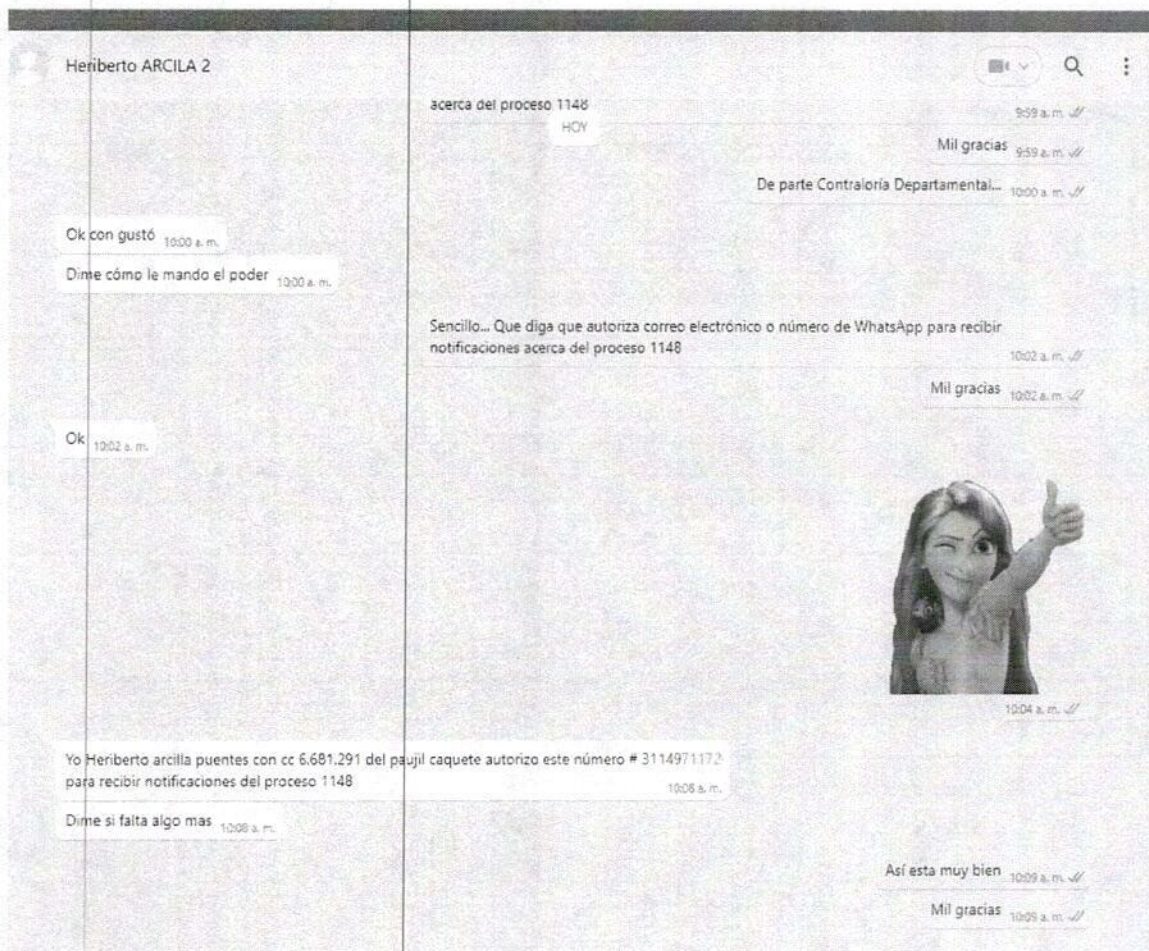 Heriberto ARCILA 2
acerca del proceso 1148
9:59 a. m.
HOY
Mil gracias 9:59 a. m.
De parte Contraloría Departamental... 10:00 a. m.
Ok con gustó 10:00 a. m.
Dime cómo le mando el poder 10:00 a. m.
Sencillo... Que diga que autoriza correo electrónico o número de WhatsApp para recibir
notificaciones acerca del proceso 1148
10:02 a. m.
Mil gracias 10:02 a. m.
Ok 10:02 a. m.
10:04 a. m.
Yo Heriberto arcilla puentes con cc 6.681.291 del paujil caquete autorizo este número # 3114971172
para recibir notificaciones del proceso 1148
10:08 a. m.
Dime si falta algo mas 10:08 a. m.
Así esta muy bien 10:09 a. m.
Mil gracias 10:09 a. m.